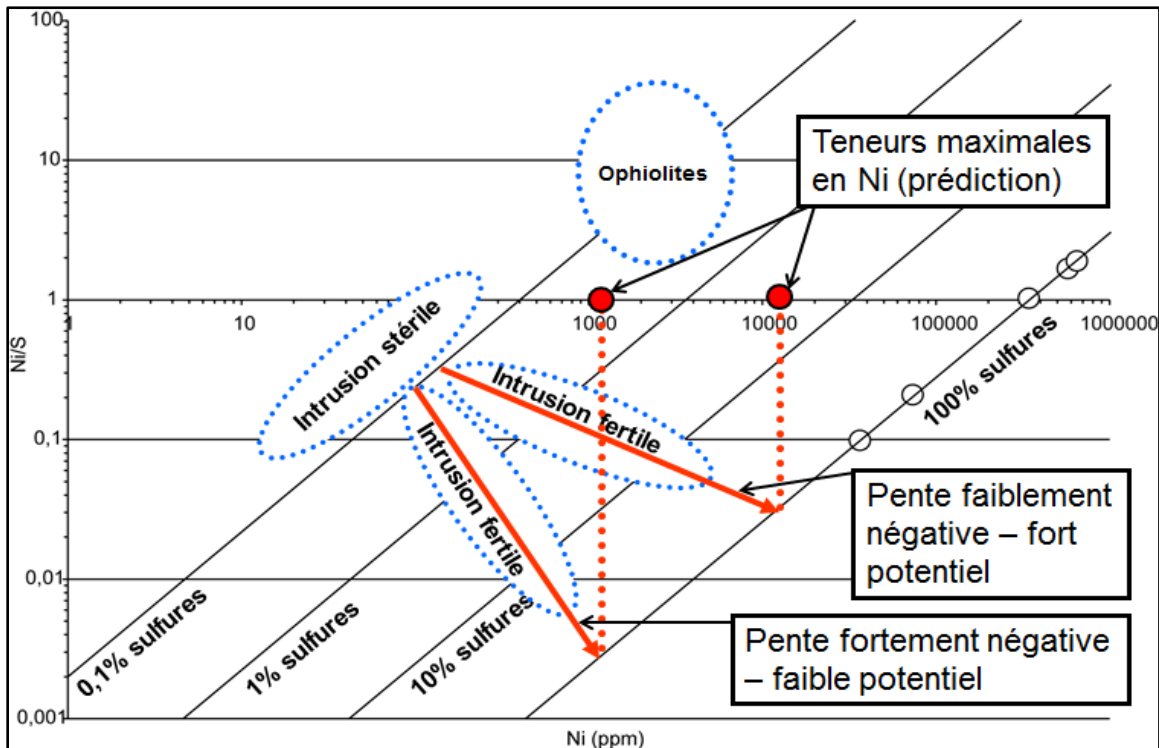 100
10
1
0,1
0,01
0,001
Ni/S
1
10
1000
10000
100000
1000000
Ni (ppm)
Ophiolites
Teneurs maximales
en Ni (prédiction)
Intrusion stérile
Intrusion fertile
Intrusion fertile
100% sulfures
Pente faiblement
négative – fort
potentiel
Pente fortement négative
– faible potentiel
0,1% sulfures
1% sulfures
10% sulfures